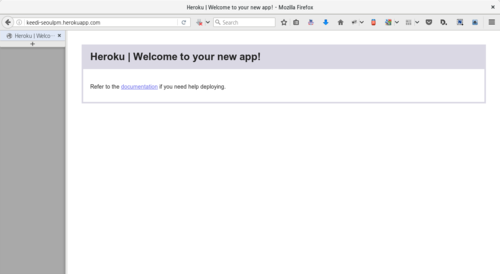 Heroku | Welcome to your new app! - Mozilla Firefox
keedi-seoulpm.herokuapp.com
Search
Heroku | Welco
Heroku | Welcome to your new app!
Refer to the documentation if you need help deploying.